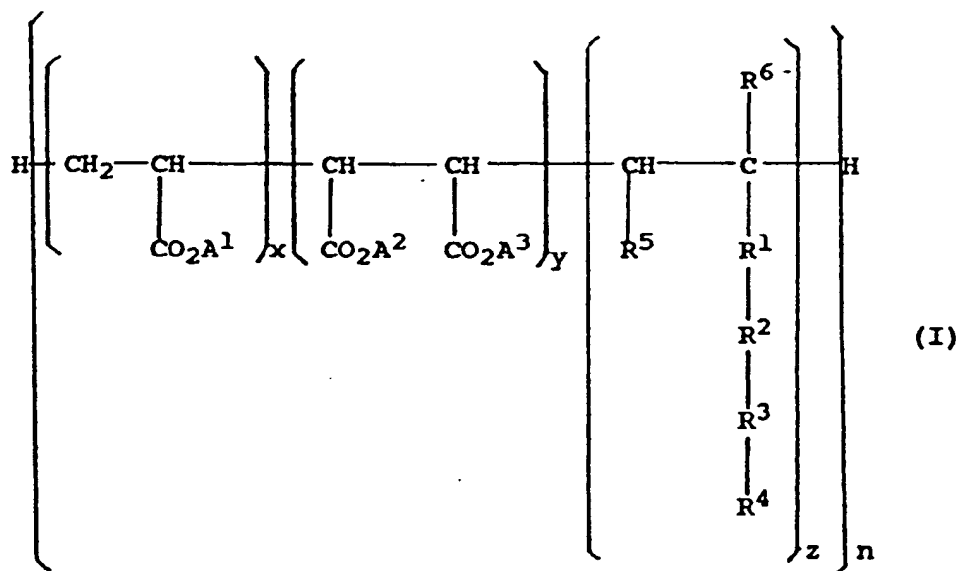 R⁶
H CH₂ CH CH CH CH C H
CO₂A¹ x CO₂A² CO₂A³ y R⁵ R¹
R²
(I)
R³
R⁴
z n